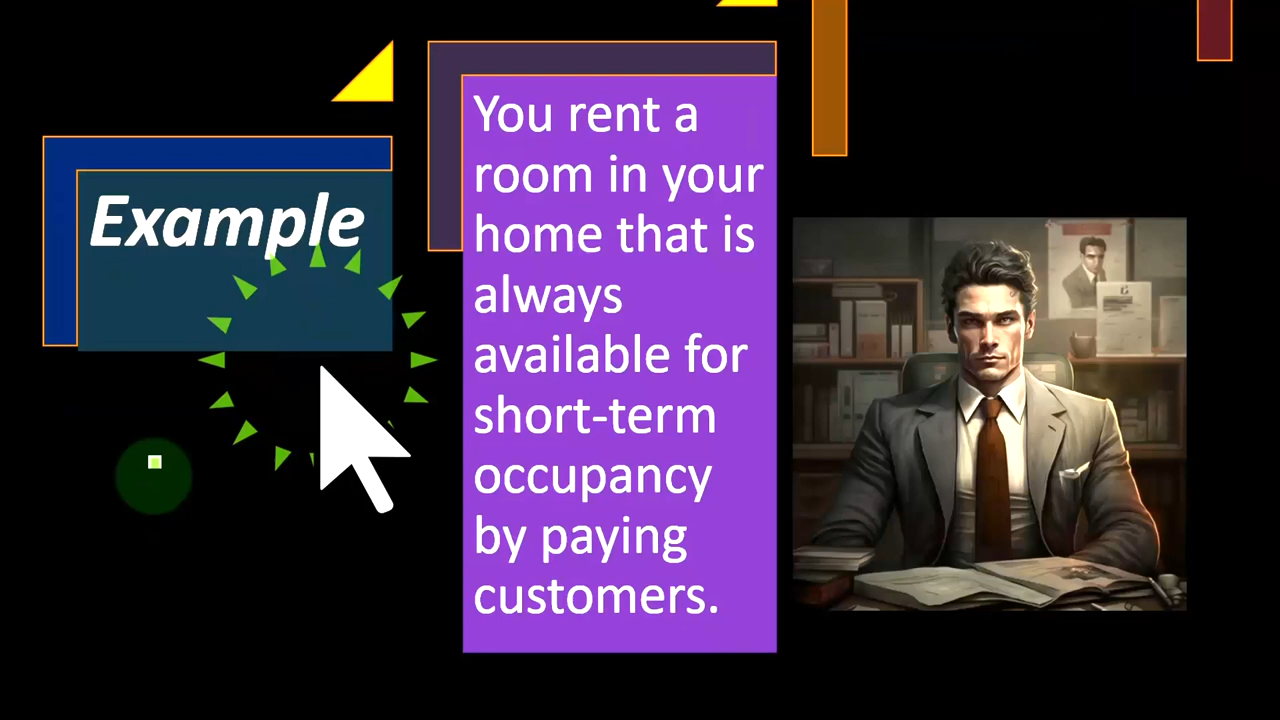 Example
You rent a
room in your
home that is
always
available for
short-term
occupancy
by paying
customers.